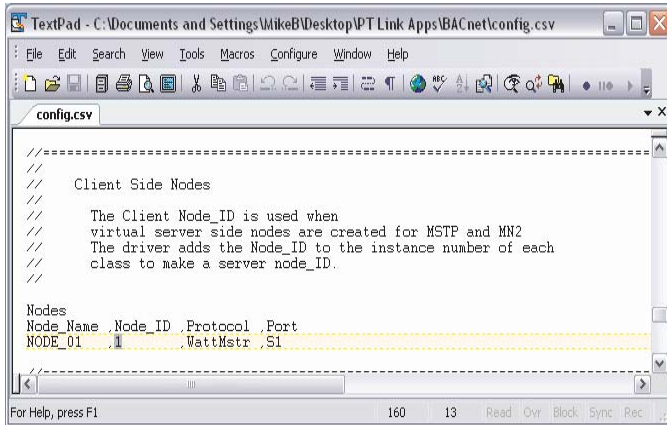 TextPad - C:\Documents and Settings\MikeB\Desktop\PT Link Apps\BACnet\config.csv
File Edit Search View Tools Macros Configure Window Help
config.csv
//=====================================================================
//
//      Client Side Nodes
//
//        The Client Node_ID is used when
//        virtual server side nodes are created for MSTP and MN2
//        The driver adds the Node_ID to the instance number of each
//        class to make a server node_ID.
//
Nodes
Node_Name ,Node_ID ,Protocol ,Port
NODE_01   ,1       ,WattMstr ,S1
//---------------------------------------------------------------------
For Help, press F1 160 13 Read Ovr Block Sync Rec